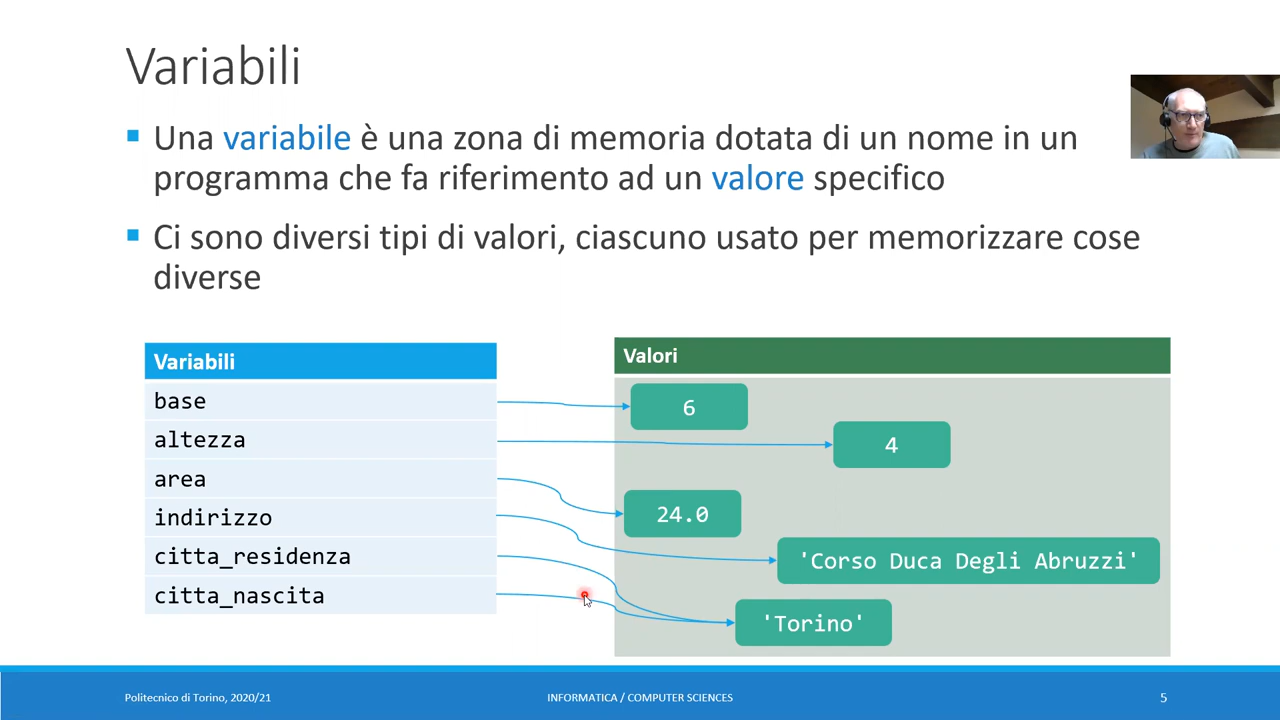 Variabili
Una variabile è una zona di memoria dotata di un nome in un
programma che fa riferimento ad un valore specifico
Ci sono diversi tipi di valori, ciascuno usato per memorizzare cose
diverse
Variabili
base
altezza
area
indirizzo
citta_residenza
citta_nascita
Valori
6
4
24.0
'Corso Duca Degli Abruzzi'
'Torino'
Politecnico di Torino, 2020/21
INFORMATICA / COMPUTER SCIENCES
5